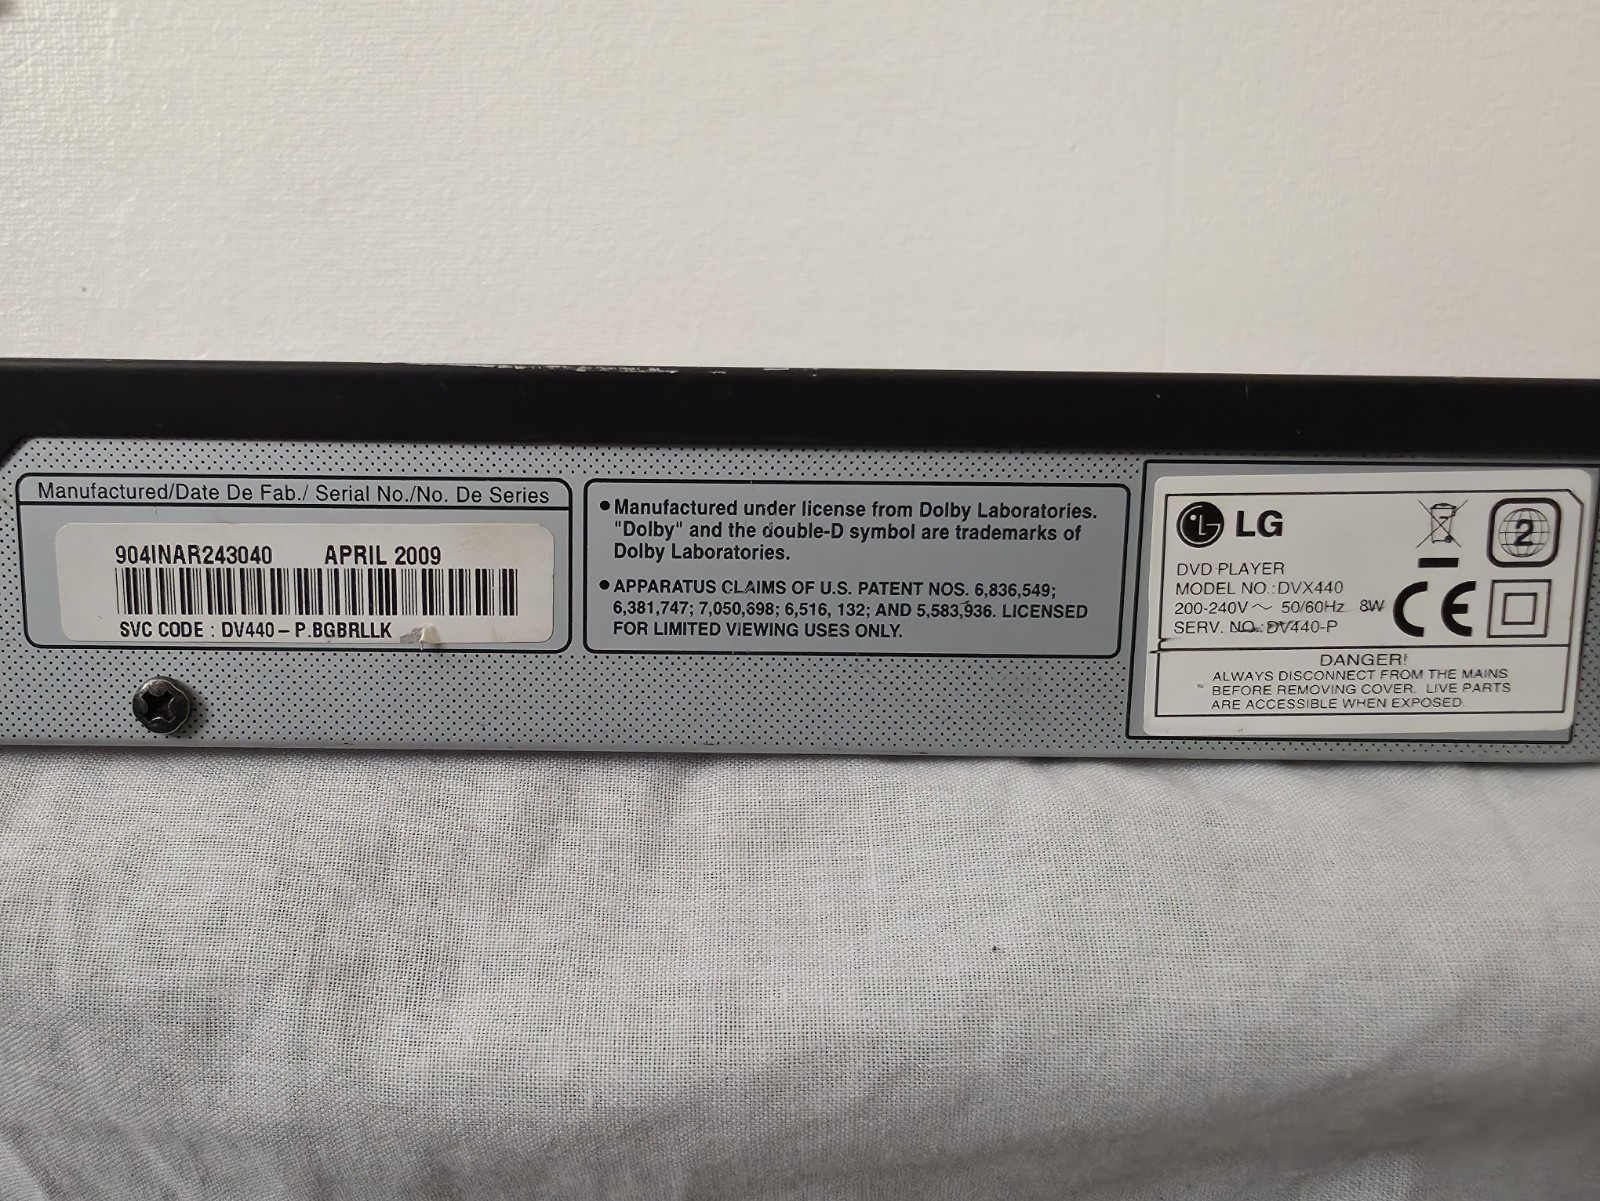 Manufactured/Date De Fab./ Serial No./No. De Series
904INAR243040 APRIL 2009
SVC CODE : DV440-P.BGBRLLK
• Manufactured under license from Dolby Laboratories.
"Dolby" and the double-D symbol are trademarks of
Dolby Laboratories.
• APPARATUS CLAIMS OF U.S. PATENT NOS. 6,836,549;
6,381,747; 7,050,698; 6,516, 132; AND 5,583,936. LICENSED
FOR LIMITED VIEWING USES ONLY.
LG
2
DVD PLAYER
MODEL NO.:DVX440
200-240V~ 50/60Hz 8W
SERV. NO.:DV440-P
CE
DANGER!
ALWAYS DISCONNECT FROM THE MAINS
BEFORE REMOVING COVER. LIVE PARTS
ARE ACCESSIBLE WHEN EXPOSED.